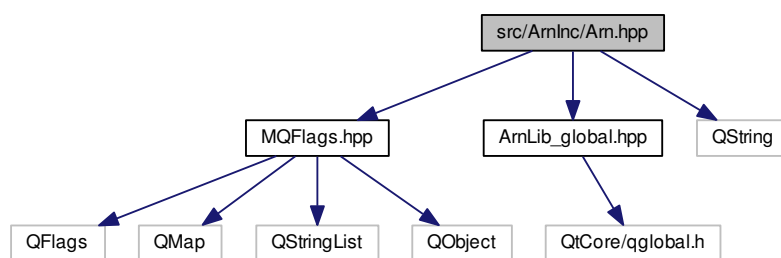 src/ArnInc/Arn.hpp
MQFlags.hpp
ArnLib_global.hpp
QString
QFlags
QMap
QStringList
QObject
QtCore/qglobal.h